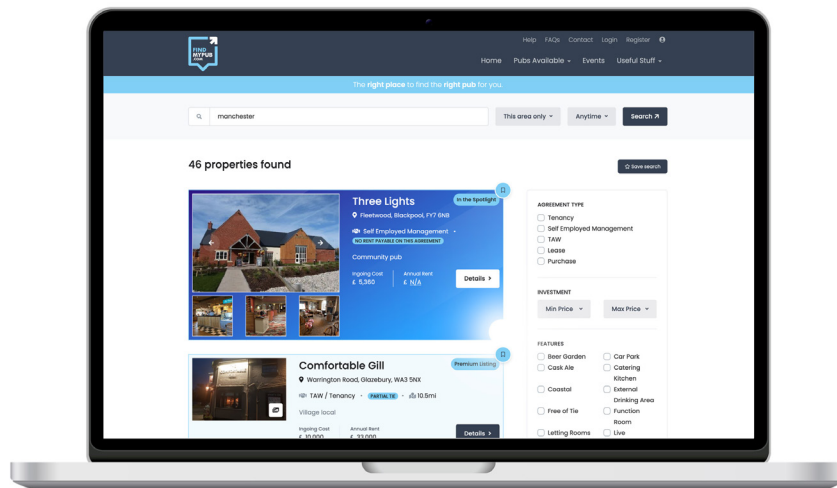 FIND
MYPUB
.COM
Help FAQs Contact Login Register
Home Pubs Available Events Useful Stuff
The right place to find the right pub for you.
manchester
This area only
Anytime
Search
46 properties found
Save search
Three Lights
In the Spotlight
Fleetwood, Blackpool, FY7 6NB
Self Employed Management
NO RENT PAYABLE ON THIS AGREEMENT
Community pub
Ingoing Cost
£ 5,360
Annual Rent
£ N/A
Details
Comfortable Gill
Premium Listing
Warrington Road, Glazebury, WA3 5NX
TAW / Tenancy • PARTIAL TIE • 10.5mi
Village local
Ingoing Cost
£ 10,000
Annual Rent
£ 33,000
Details
AGREEMENT TYPE
Tenancy
Self Employed Management
TAW
Lease
Purchase
INVESTMENT
Min Price
Max Price
FEATURES
Beer Garden
Car Park
Cask Ale
Catering
Kitchen
Coastal
External
Drinking Area
Free of Tie
Function
Room
Letting Rooms
Live